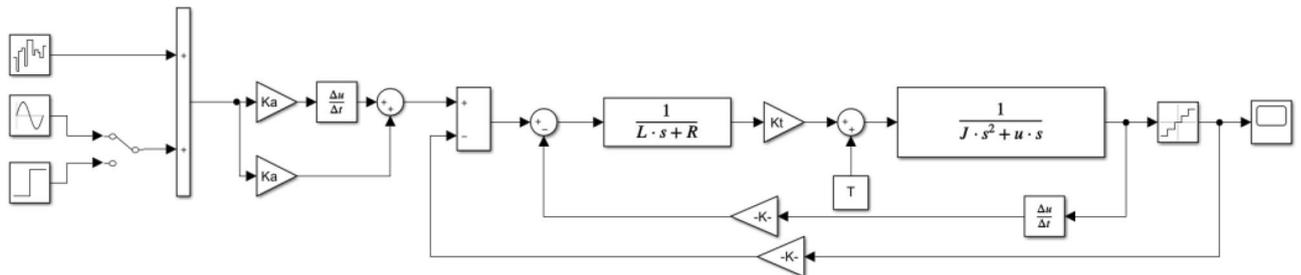 +
+
Ka
Δu
Δt
+
+
Ka
+
−
+
−
1
L · s + R
Kt
+
+
T
1
J · s² + u · s
-K-
Δu
Δt
-K-